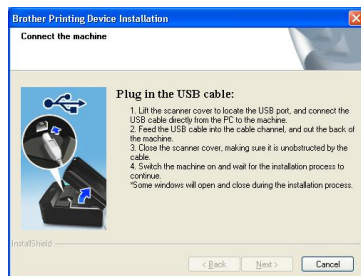 Brother Printing Device Installation
Connect the machine
Plug in the USB cable:
1. Lift the scanner cover to locate the USB port, and connect the
USB cable directly from the PC to the machine.
2. Feed the USB cable into the cable channel, and out the back of
the machine.
3. Close the scanner cover, making sure it is unobstructed by the
cable.
4. Switch the machine on and wait for the installation process to
continue.
*Some windows will open and close during the installation process.
InstallShield
< Back
Next >
Cancel